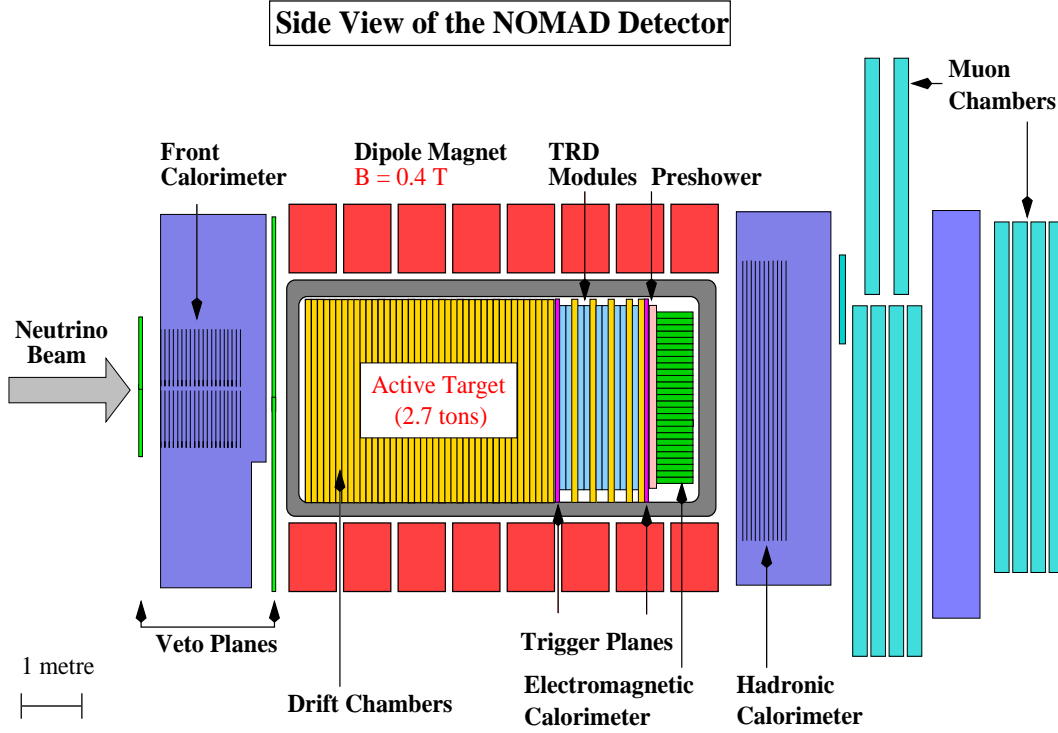 Side View of the NOMAD Detector
Muon
Chambers
Front
Calorimeter
Dipole Magnet
B = 0.4 T
TRD
Modules
Preshower
Neutrino
Beam
Active Target
(2.7 tons)
Veto Planes
Trigger Planes
1 metre
Drift Chambers
Electromagnetic
Calorimeter
Hadronic
Calorimeter